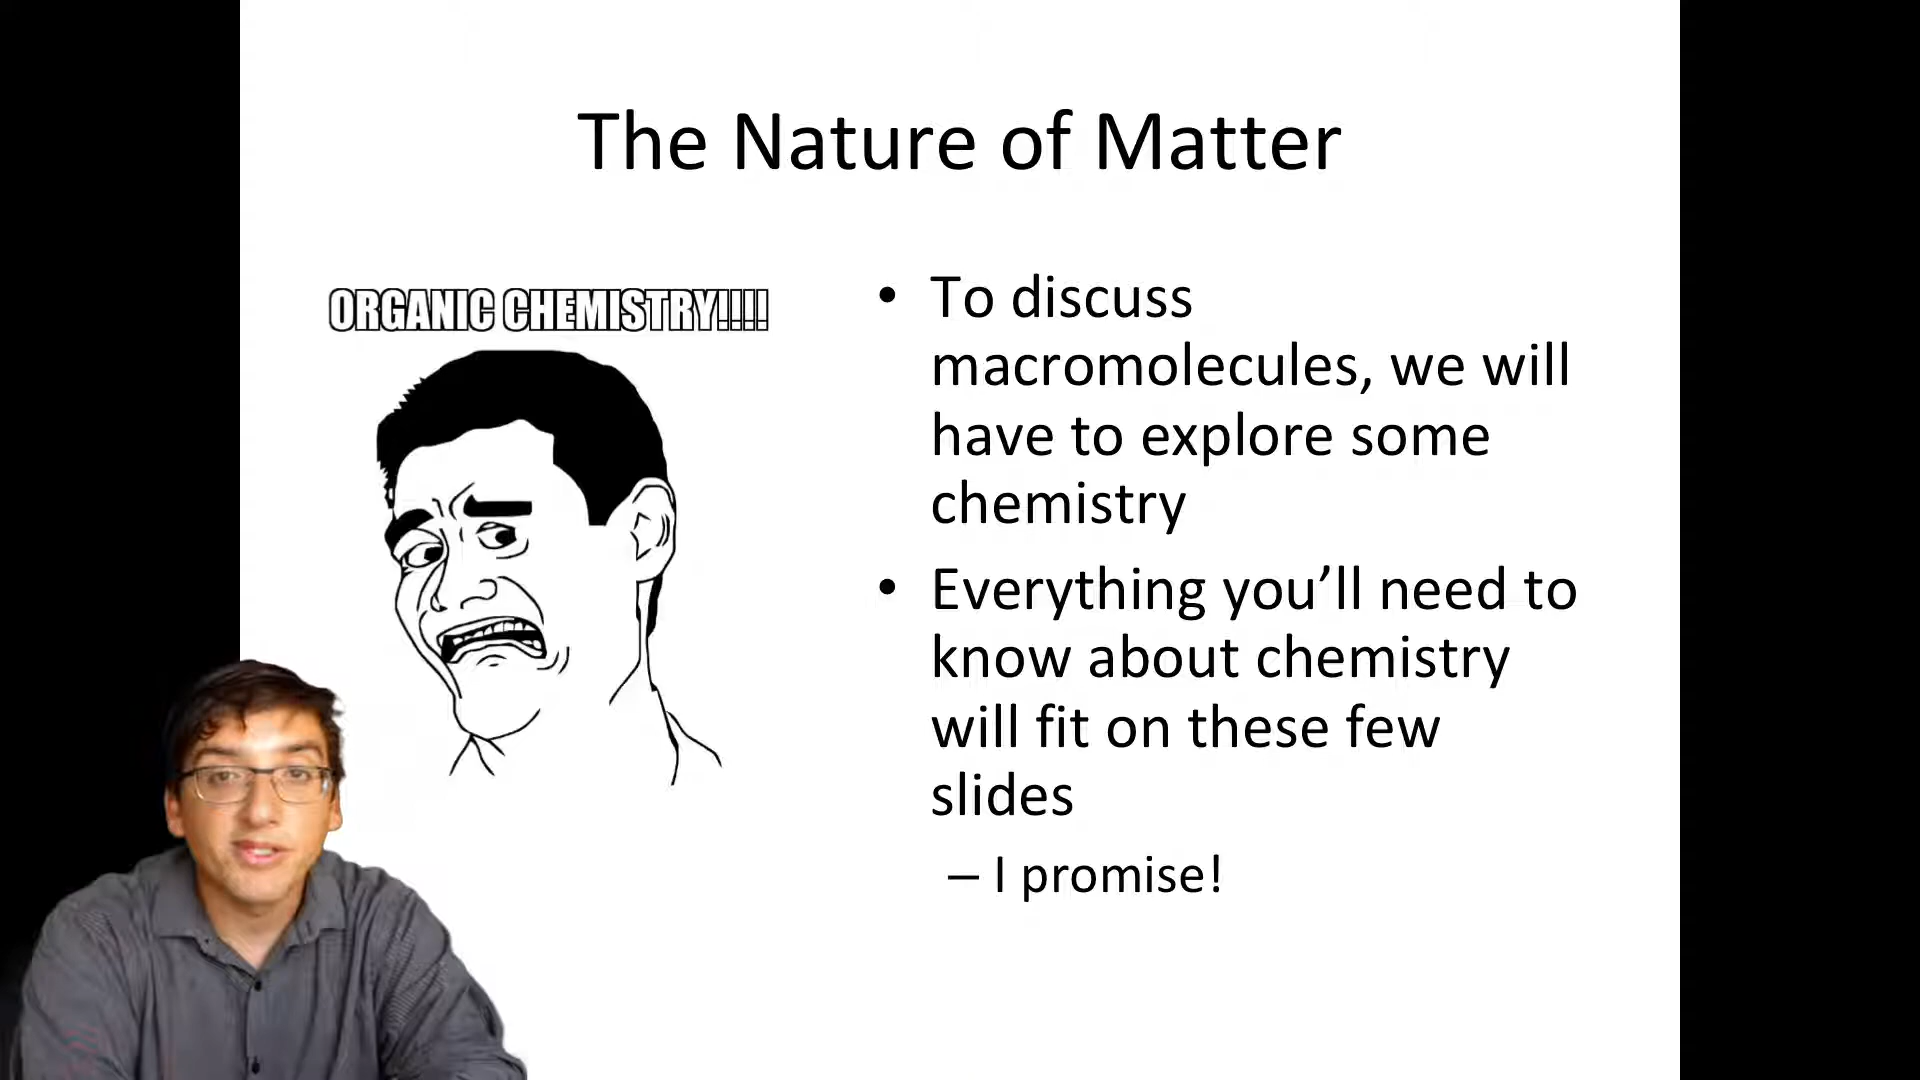 The Nature of Matter
ORGANIC CHEMISTRY!!!!
• To discuss
macromolecules, we will
have to explore some
chemistry
• Everything you’ll need to
know about chemistry
will fit on these few
slides
– I promise!